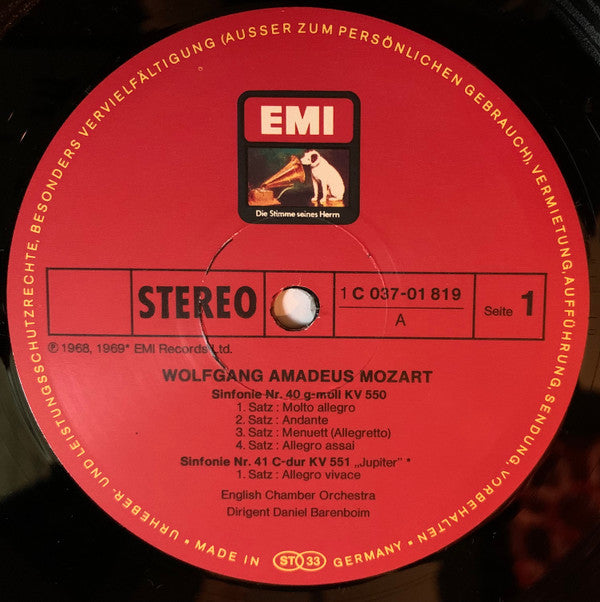 URHEBER- UND LEISTUNGSSCHUTZRECHTE, BESONDERS VERVIELFÄLTIGUNG (AUSSER ZUM PERSÖNLICHEN GEBRAUCH), VERMIETUNG, AUFFÜHRUNG, SENDUNG, VORBEHALTEN •
EMI
Die Stimme seines Herrn
STEREO
1 C 037-01 819
A
Seite 1
℗ 1968, 1969* EMI Records Ltd.
WOLFGANG AMADEUS MOZART
Sinfonie Nr. 40 g-moll KV 550
1. Satz : Molto allegro
2. Satz : Andante
3. Satz : Menuett (Allegretto)
4. Satz : Allegro assai
Sinfonie Nr. 41 C-dur KV 551 „Jupiter" *
1. Satz : Allegro vivace
English Chamber Orchestra
Dirigent Daniel Barenboim
• MADE IN ST 33 GERMANY •